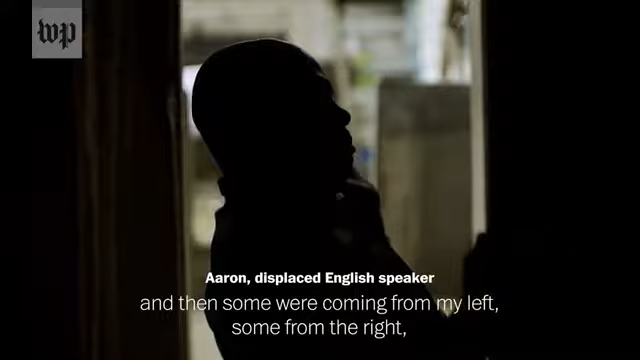 wp
Aaron, displaced English speaker
and then some were coming from my left,
some from the right,